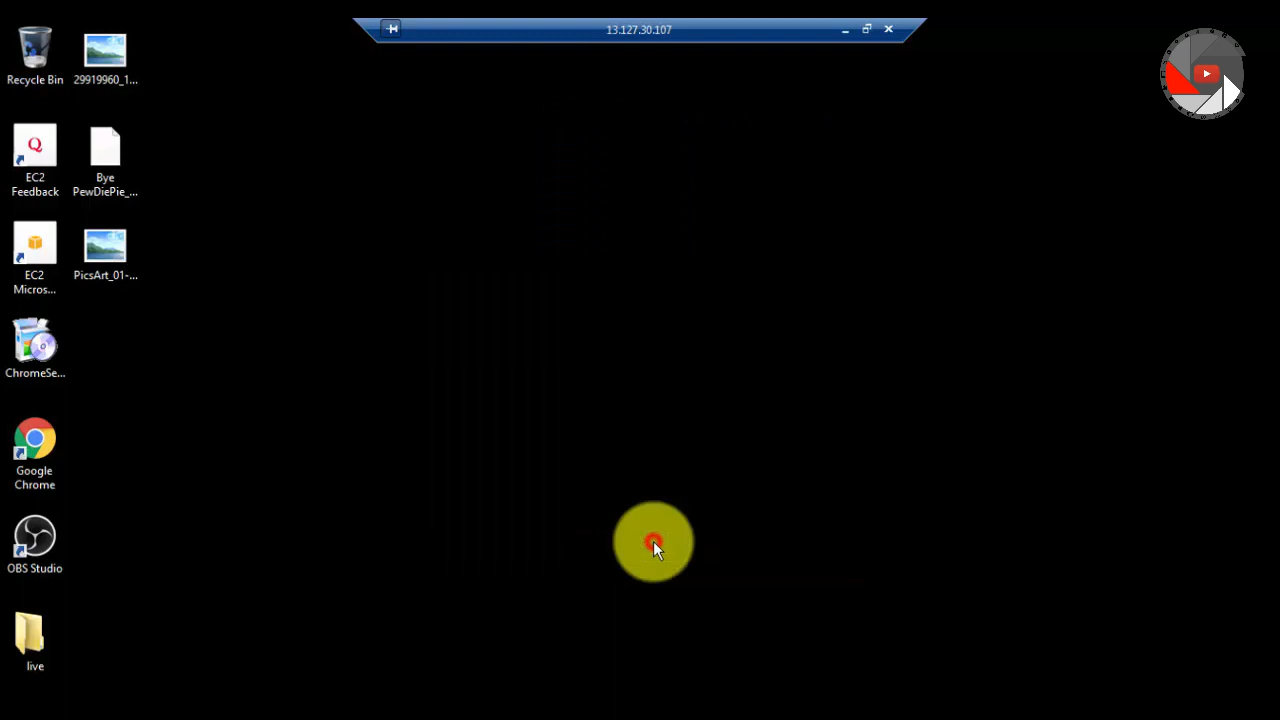 13.127.30.107
Recycle Bin
29919960_1...
EC2
Feedback
Bye
PewDiePie_...
EC2
Micros...
PicsArt_01-...
ChromeSe...
Google
Chrome
OBS Studio
live